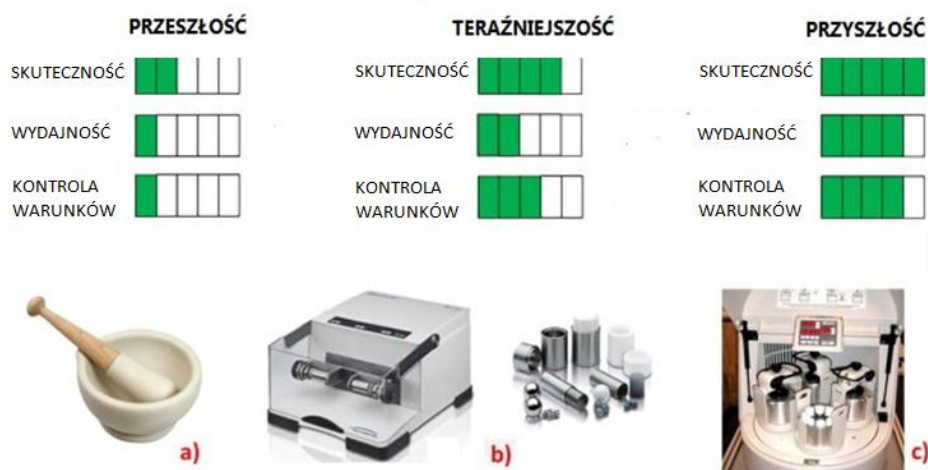 PRZESZŁOŚĆ
SKUTECZNOŚĆ
WYDAJNOŚĆ
KONTROLA
WARUNKÓW
a)
TERAŹNIEJSZOŚĆ
SKUTECZNOŚĆ
WYDAJNOŚĆ
KONTROLA
WARUNKÓW
b)
PRZYSZŁOŚĆ
SKUTECZNOŚĆ
WYDAJNOŚĆ
KONTROLA
WARUNKÓW
c)